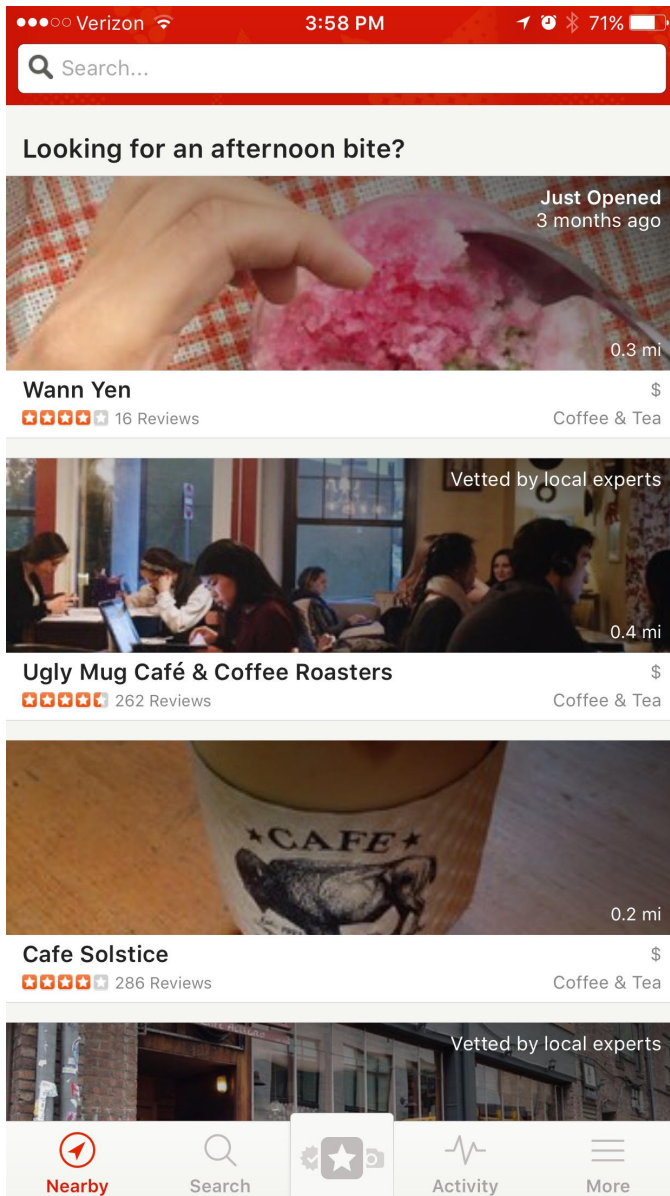 Verizon 3:58 PM 71%
Search...
Looking for an afternoon bite?
Just Opened
3 months ago
0.3 mi
Wann Yen $
16 Reviews Coffee & Tea
Vetted by local experts
0.4 mi
Ugly Mug Café & Coffee Roasters $
262 Reviews Coffee & Tea
★CAFE★
0.2 mi
Cafe Solstice $
286 Reviews Coffee & Tea
Vetted by local experts
Nearby Search Activity More